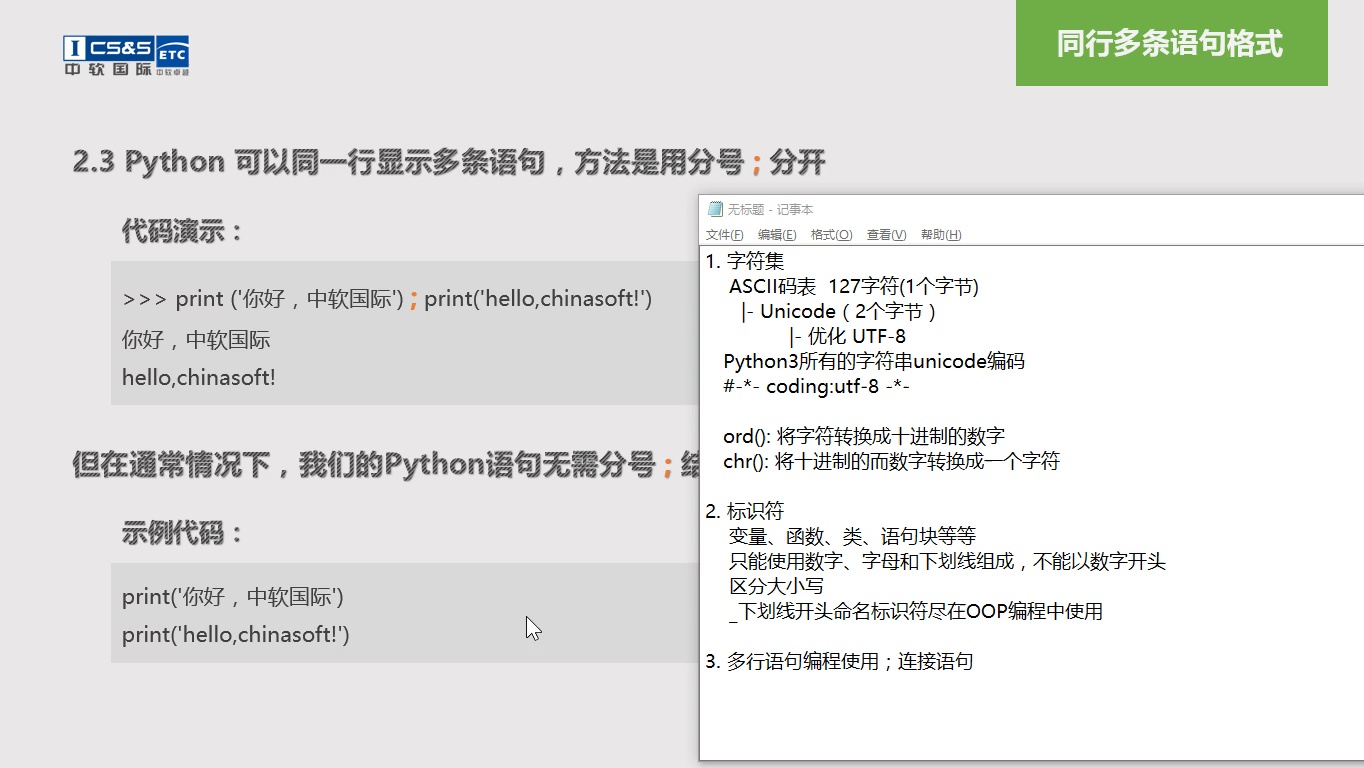 I CS&S ETC
中软国际 中软卓越
同行多条语句格式
2.3 Python 可以同一行显示多条语句，方法是用分号；分开
代码演示：
>>> print ('你好，中软国际')；print('hello,chinasoft!')
你好，中软国际
hello,chinasoft!
但在通常情况下，我们的Python语句无需分号；
示例代码：
print('你好，中软国际')
print('hello,chinasoft!')
无标题 - 记事本
文件(F) 编辑(E) 格式(O) 查看(V) 帮助(H)
1. 字符集
ASCII码表 127字符(1个字节)
|- Unicode（2个字节）
|- 优化 UTF-8
Python3所有的字符串unicode编码
#-*- coding:utf-8 -*-
ord(): 将字符转换成十进制的数字
chr(): 将十进制的而数字转换成一个字符
2. 标识符
变量、函数、类、语句块等等
只能使用数字、字母和下划线组成，不能以数字开头
区分大小写
_下划线开头命名标识符尽在OOP编程中使用
3. 多行语句编程使用；连接语句